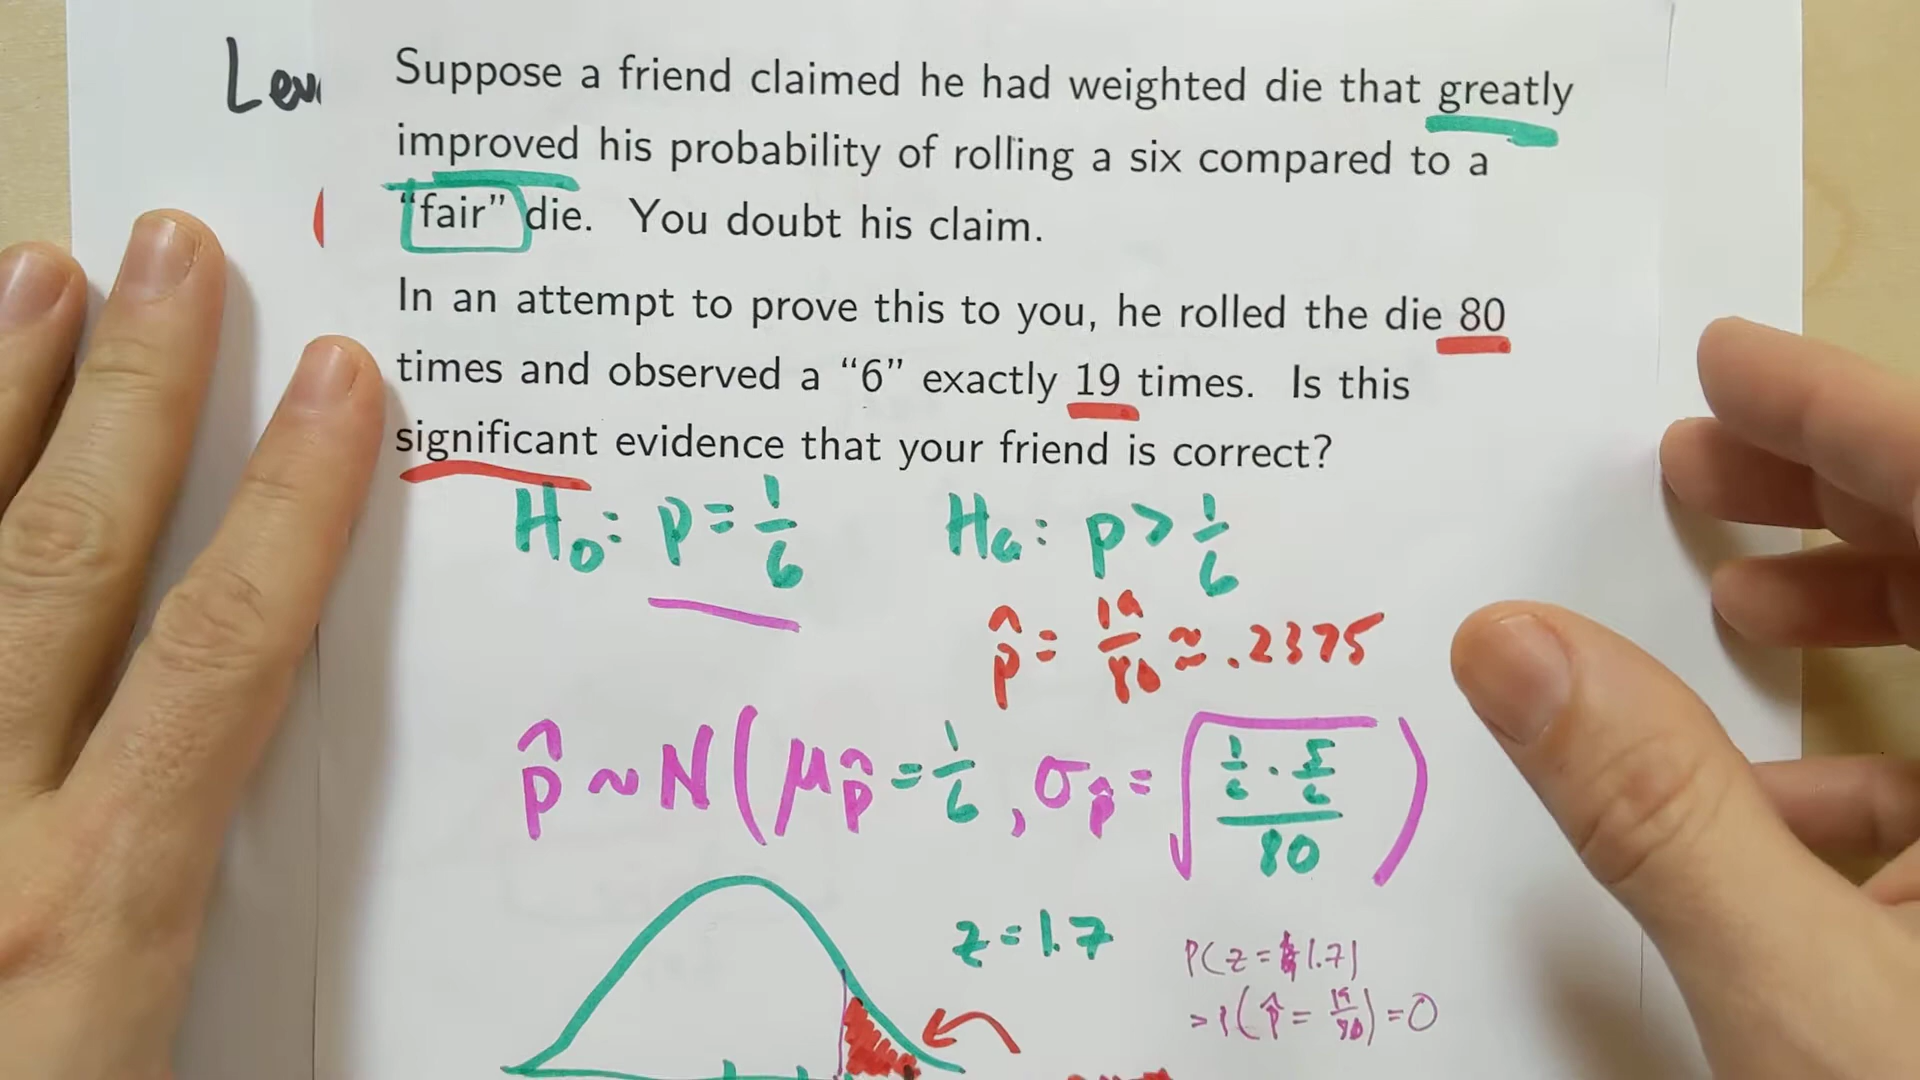 Suppose a friend claimed he had weighted die that greatly
improved his probability of rolling a six compared to a
“fair” die. You doubt his claim.
In an attempt to prove this to you, he rolled the die 80
times and observed a “6” exactly 19 times. Is this
significant evidence that your friend is correct?
H₀: p = 1/6 Hₐ: p > 1/6
p̂ = 19/80 ≈ .2375
p̂ ~ N(μp̂ = 1/6, σp̂ = √((1/6 · 5/6)/80))
z = 1.7
P(z = 1.7)
= P(p̂ = 19/80) = 0